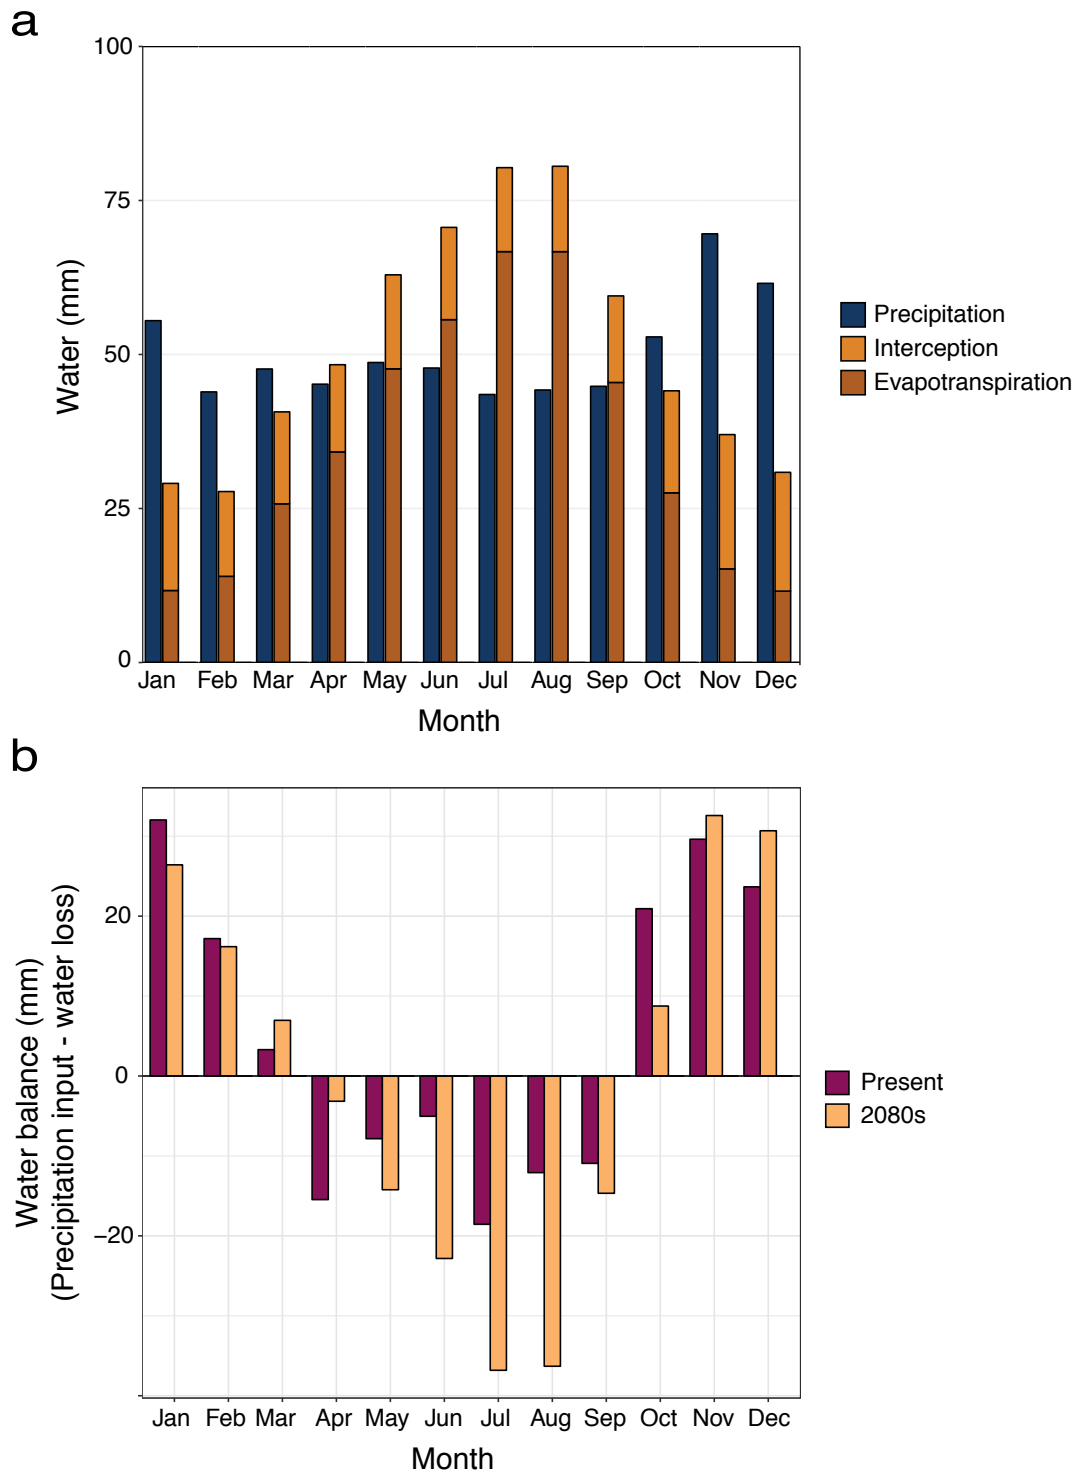 a
100
75
50
25
0
Water (mm)
Jan Feb Mar Apr May Jun Jul Aug Sep Oct Nov Dec
Month
Precipitation
Interception
Evapotranspiration
b
20
0
−20
Water balance (mm)
(Precipitation input - water loss)
Jan Feb Mar Apr May Jun Jul Aug Sep Oct Nov Dec
Month
Present
2080s